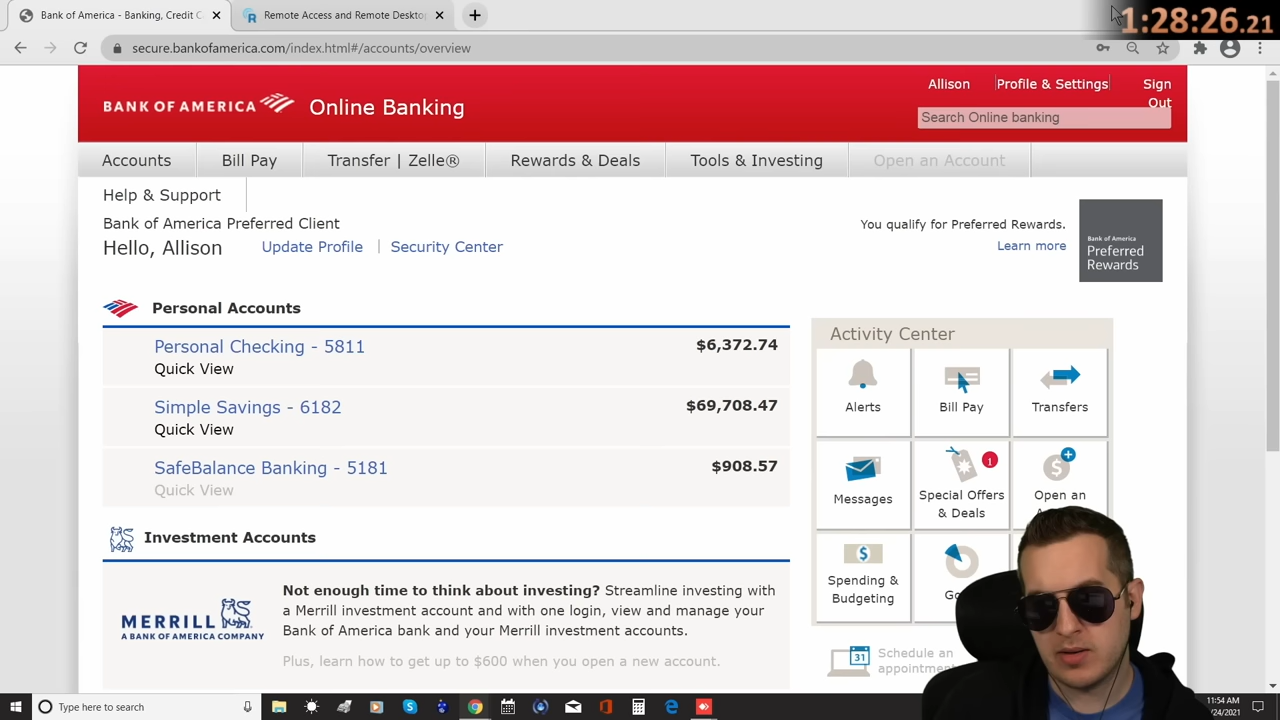 Bank of America - Banking, Credit C
Remote Access and Remote Deskto
1:28:26.21
secure.bankofamerica.com/index.html#/accounts/overview
BANK OF AMERICA
Online Banking
Allison
Profile & Settings
Sign
Out
Search Online banking
Accounts
Bill Pay
Transfer | Zelle®
Rewards & Deals
Tools & Investing
Open an Account
Help & Support
Bank of America Preferred Client
Hello, Allison
Update Profile
Security Center
You qualify for Preferred Rewards.
Learn more
Bank of America
Preferred
Rewards
Personal Accounts
Personal Checking - 5811
$6,372.74
Quick View
Simple Savings - 6182
$69,708.47
Quick View
SafeBalance Banking - 5181
$908.57
Quick View
Activity Center
Alerts
Bill Pay
Transfers
Messages
1
Special Offers
& Deals
Open an
Spending &
Budgeting
Investment Accounts
MERRILL
A BANK OF AMERICA COMPANY
Not enough time to think about investing? Streamline investing with
a Merrill investment account and with one login, view and manage your
Bank of America bank and your Merrill investment accounts.
Plus, learn how to get up to $600 when you open a new account.
31
Schedule an
Type here to search
11:54 AM
/24/2021